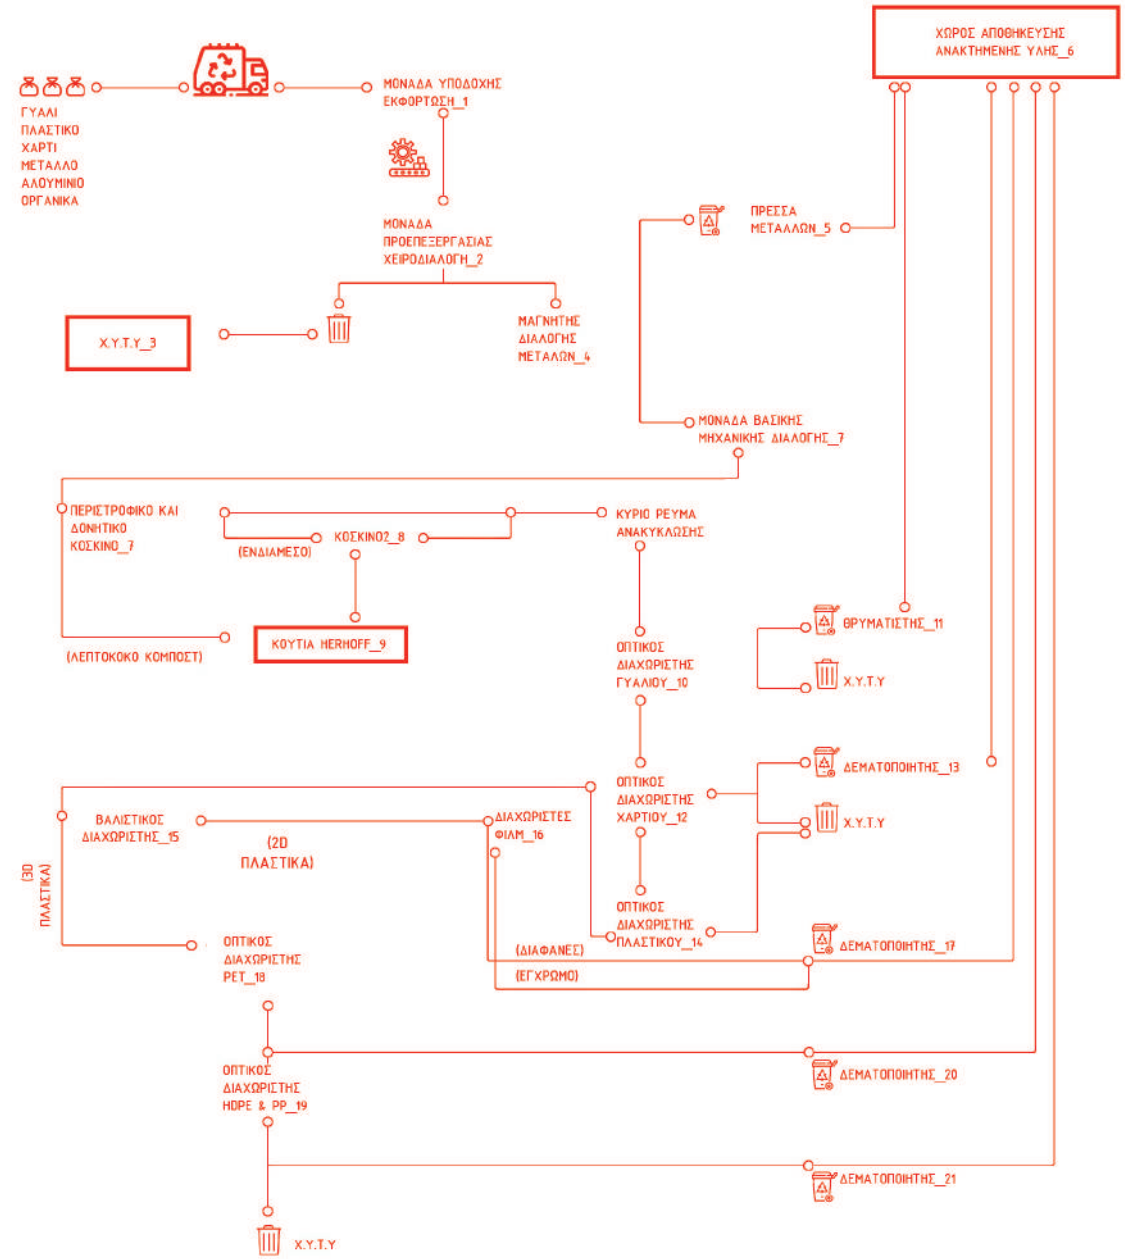 ΧΩΡΟΣ ΑΠΟΘΗΚΕΥΣΗΣ
ΑΝΑΚΤΗΜΕΝΗΣ ΥΛΗΣ_6
ΜΟΝΑΔΑ ΥΠΟΔΟΧΗΣ
ΕΚΦΟΡΤΩΣΗ_1
ΓΥΑΛΙ
ΠΛΑΣΤΙΚΟ
ΧΑΡΤΙ
ΜΕΤΑΛΛΟ
ΑΛΟΥΜΙΝΙΟ
ΟΡΓΑΝΙΚΑ
ΜΟΝΑΔΑ
ΠΡΟΕΠΕΞΕΡΓΑΣΙΑΣ
ΧΕΙΡΟΔΙΑΛΟΓΗ_2
ΠΡΕΣΣΑ
ΜΕΤΑΛΛΩΝ_5
Χ.Υ.Τ.Υ_3
ΜΑΓΝΗΤΗΣ
ΔΙΑΛΟΓΗΣ
ΜΕΤΑΛΩΝ_4
ΜΟΝΑΔΑ ΒΑΣΙΚΗΣ
ΜΗΧΑΝΙΚΗΣ ΔΙΑΛΟΓΗΣ_7
ΠΕΡΙΣΤΡΟΦΙΚΟ ΚΑΙ
ΔΟΝΗΤΙΚΟ
ΚΟΣΚΙΝΟ_7
(ΕΝΔΙΑΜΕΣΟ)
ΚΟΣΚΙΝΟ2_8
ΚΥΡΙΟ ΡΕΥΜΑ
ΑΝΑΚΥΚΛΩΣΗΣ
(ΛΕΠΤΟΚΟΚΟ ΚΟΜΠΟΣΤ)
ΚΟΥΤΙΑ HERHOFF_9
ΟΠΤΙΚΟΣ
ΔΙΑΧΩΡΙΣΤΗΣ
ΓΥΑΛΙΟΥ_10
ΘΡΥΜΑΤΙΣΤΗΣ_11
Χ.Υ.Τ.Υ
ΟΠΤΙΚΟΣ
ΔΙΑΧΩΡΙΣΤΗΣ
ΧΑΡΤΙΟΥ_12
ΔΕΜΑΤΟΠΟΙΗΤΗΣ_13
Χ.Υ.Τ.Υ
ΒΑΛΙΣΤΙΚΟΣ
ΔΙΑΧΩΡΙΣΤΗΣ_15
(2D
ΠΛΑΣΤΙΚΑ)
ΔΙΑΧΩΡΙΣΤΕΣ
ΦΙΛΜ_16
(3D
ΠΛΑΣΤΙΚΑ)
ΟΠΤΙΚΟΣ
ΔΙΑΧΩΡΙΣΤΗΣ
ΠΛΑΣΤΙΚΟΥ_14
(ΔΙΑΦΑΝΕΣ)
(ΕΓΧΡΩΜΟ)
ΔΕΜΑΤΟΠΟΙΗΤΗΣ_17
ΟΠΤΙΚΟΣ
ΔΙΑΧΩΡΙΣΤΗΣ
PET_18
ΟΠΤΙΚΟΣ
ΔΙΑΧΩΡΙΣΤΗΣ
HDPE & PP_19
ΔΕΜΑΤΟΠΟΙΗΤΗΣ_20
ΔΕΜΑΤΟΠΟΙΗΤΗΣ_21
Χ.Υ.Τ.Υ